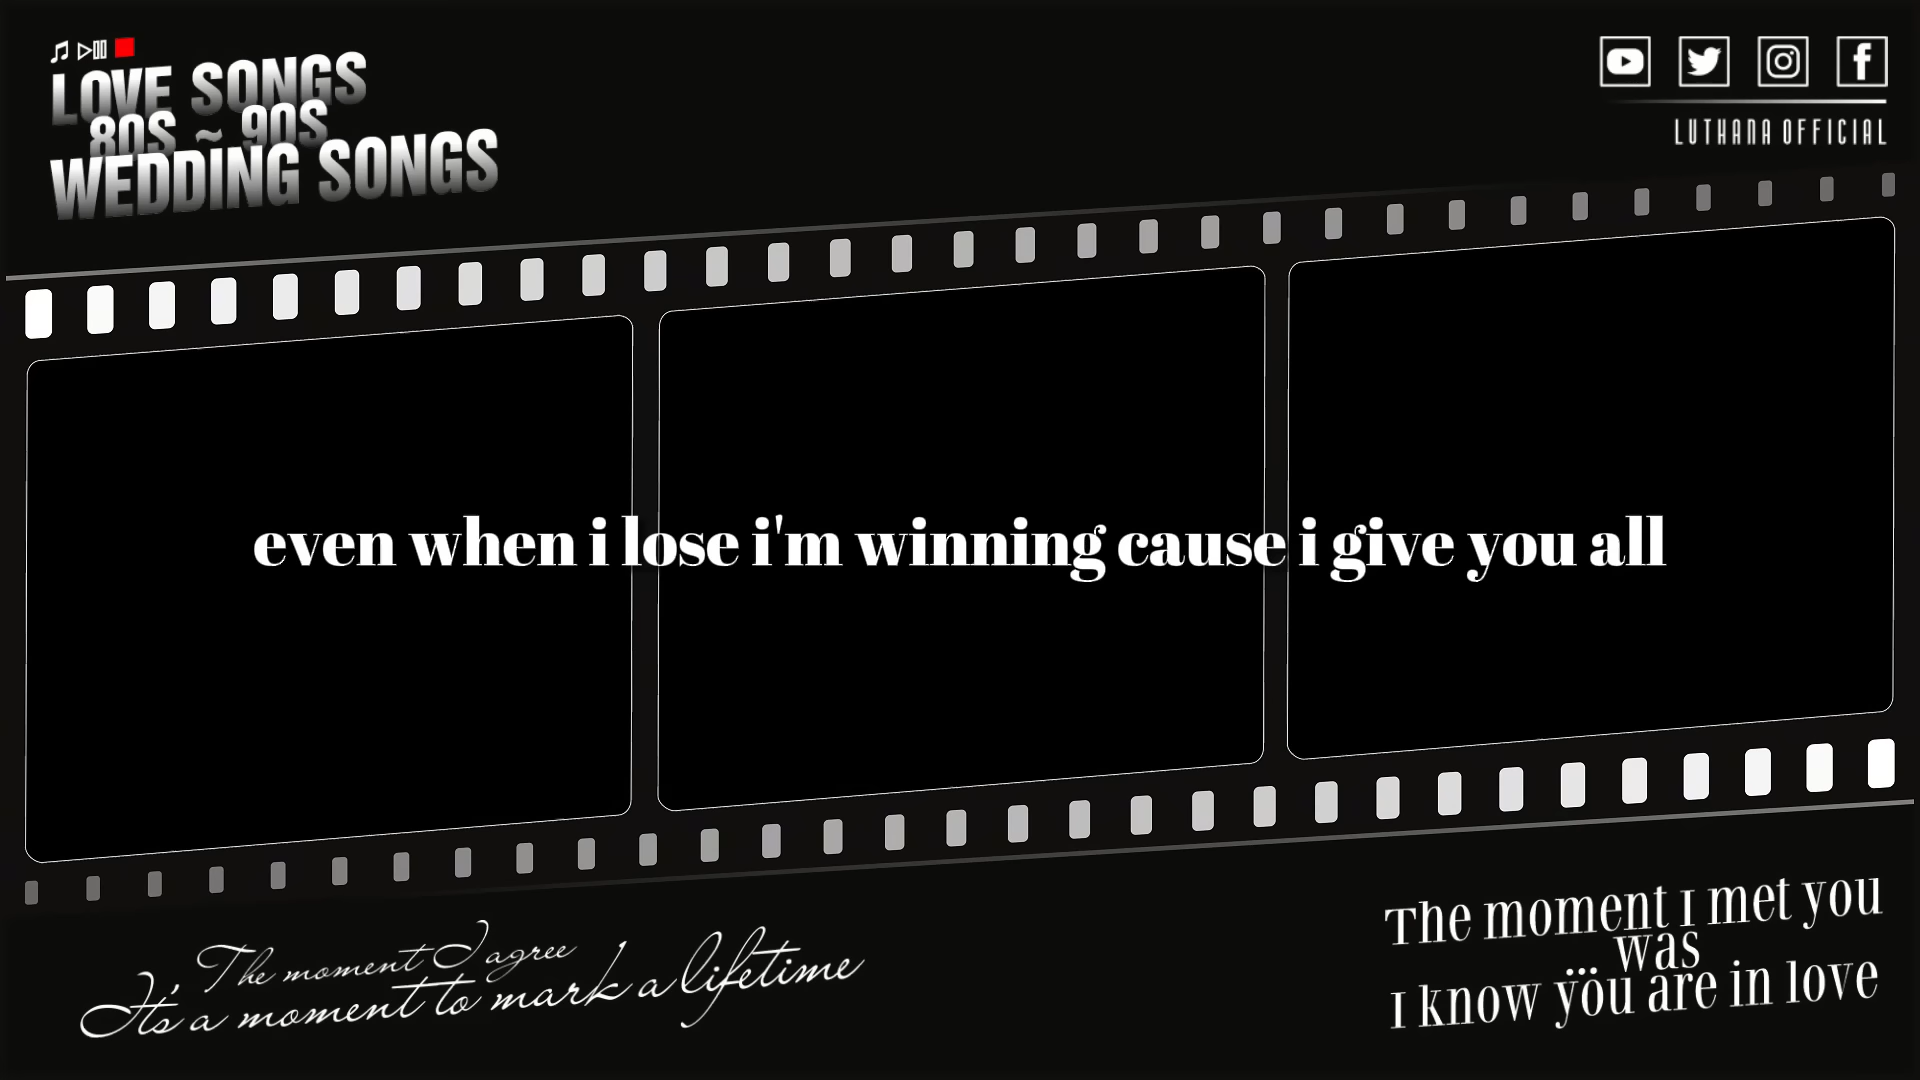 LOVE SONGS
80S ~ 90S
WEDDING SONGS
LUTHANA OFFICIAL
even when i lose i'm winning cause i give you all
The moment I agree
It's a moment to mark a lifetime
The moment I met you
was
I know you are in love